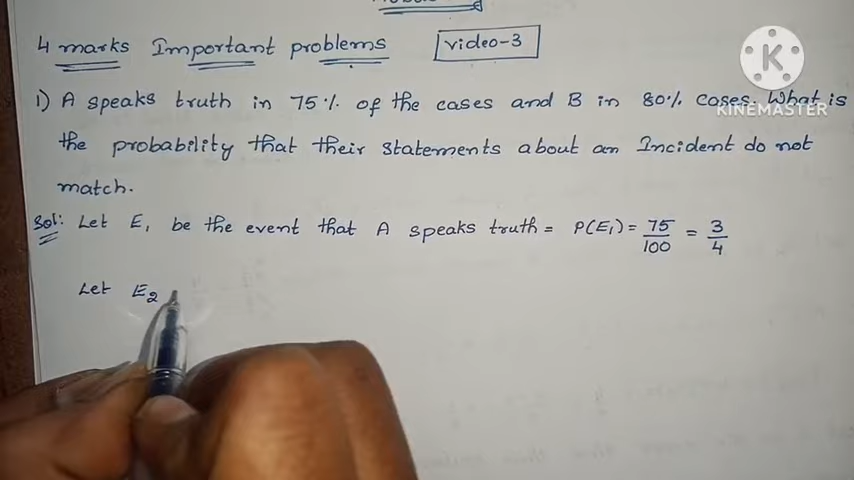 4 marks Important problems video-3
1) A speaks truth in 75% of the cases and B in 80% cases. What is
the probability that their statements about an Incident do not
match.
Sol: Let E₁ be the event that A speaks truth = P(E₁) = 75/100 = 3/4
Let E₂
K
KINEMASTER